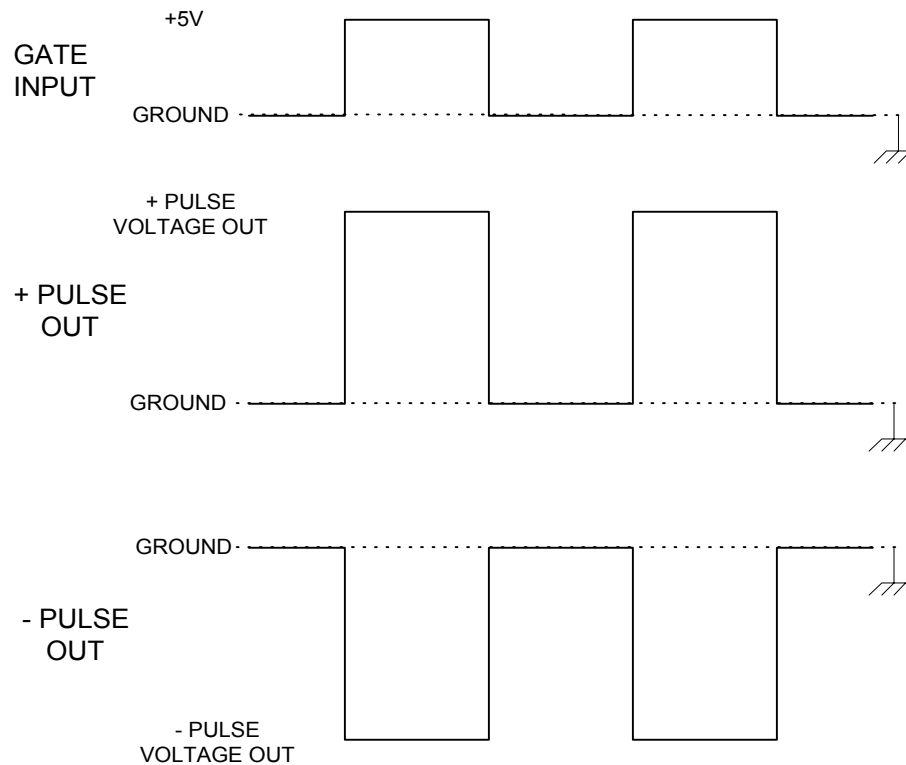 +5V
GATE
INPUT
GROUND
+ PULSE
VOLTAGE OUT
+ PULSE
OUT
GROUND
GROUND
- PULSE
OUT
- PULSE
VOLTAGE OUT